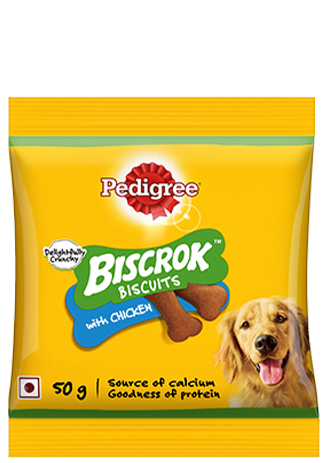 Pedigree
Delightfully
Crunchy
BISCROK™
BISCUITS
with CHICKEN
50 g
Source of calcium
Goodness of protein